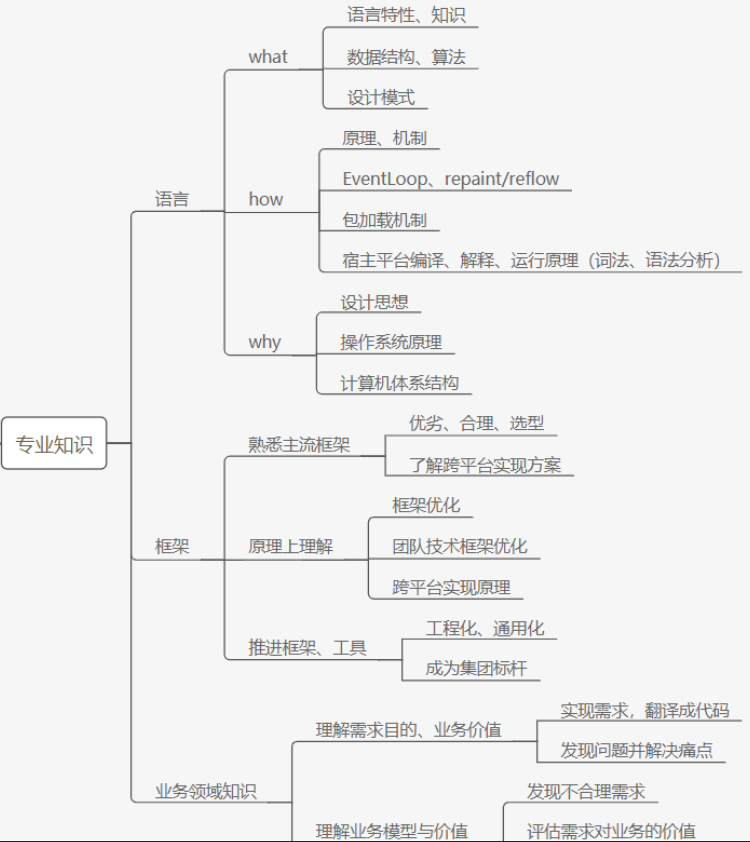 语言特性、知识
what
数据结构、算法
设计模式
原理、机制
EventLoop、repaint/reflow
语言
how
包加载机制
宿主平台编译、解释、运行原理（词法、语法分析）
设计思想
why
操作系统原理
计算机体系结构
专业知识
优劣、合理、选型
熟悉主流框架
了解跨平台实现方案
框架优化
框架
原理上理解
团队技术框架优化
跨平台实现原理
工程化、通用化
推进框架、工具
成为集团标杆
实现需求，翻译成代码
理解需求目的、业务价值
发现问题并解决痛点
业务领域知识
发现不合理需求
理解业务模型与价值
评估需求对业务的价值